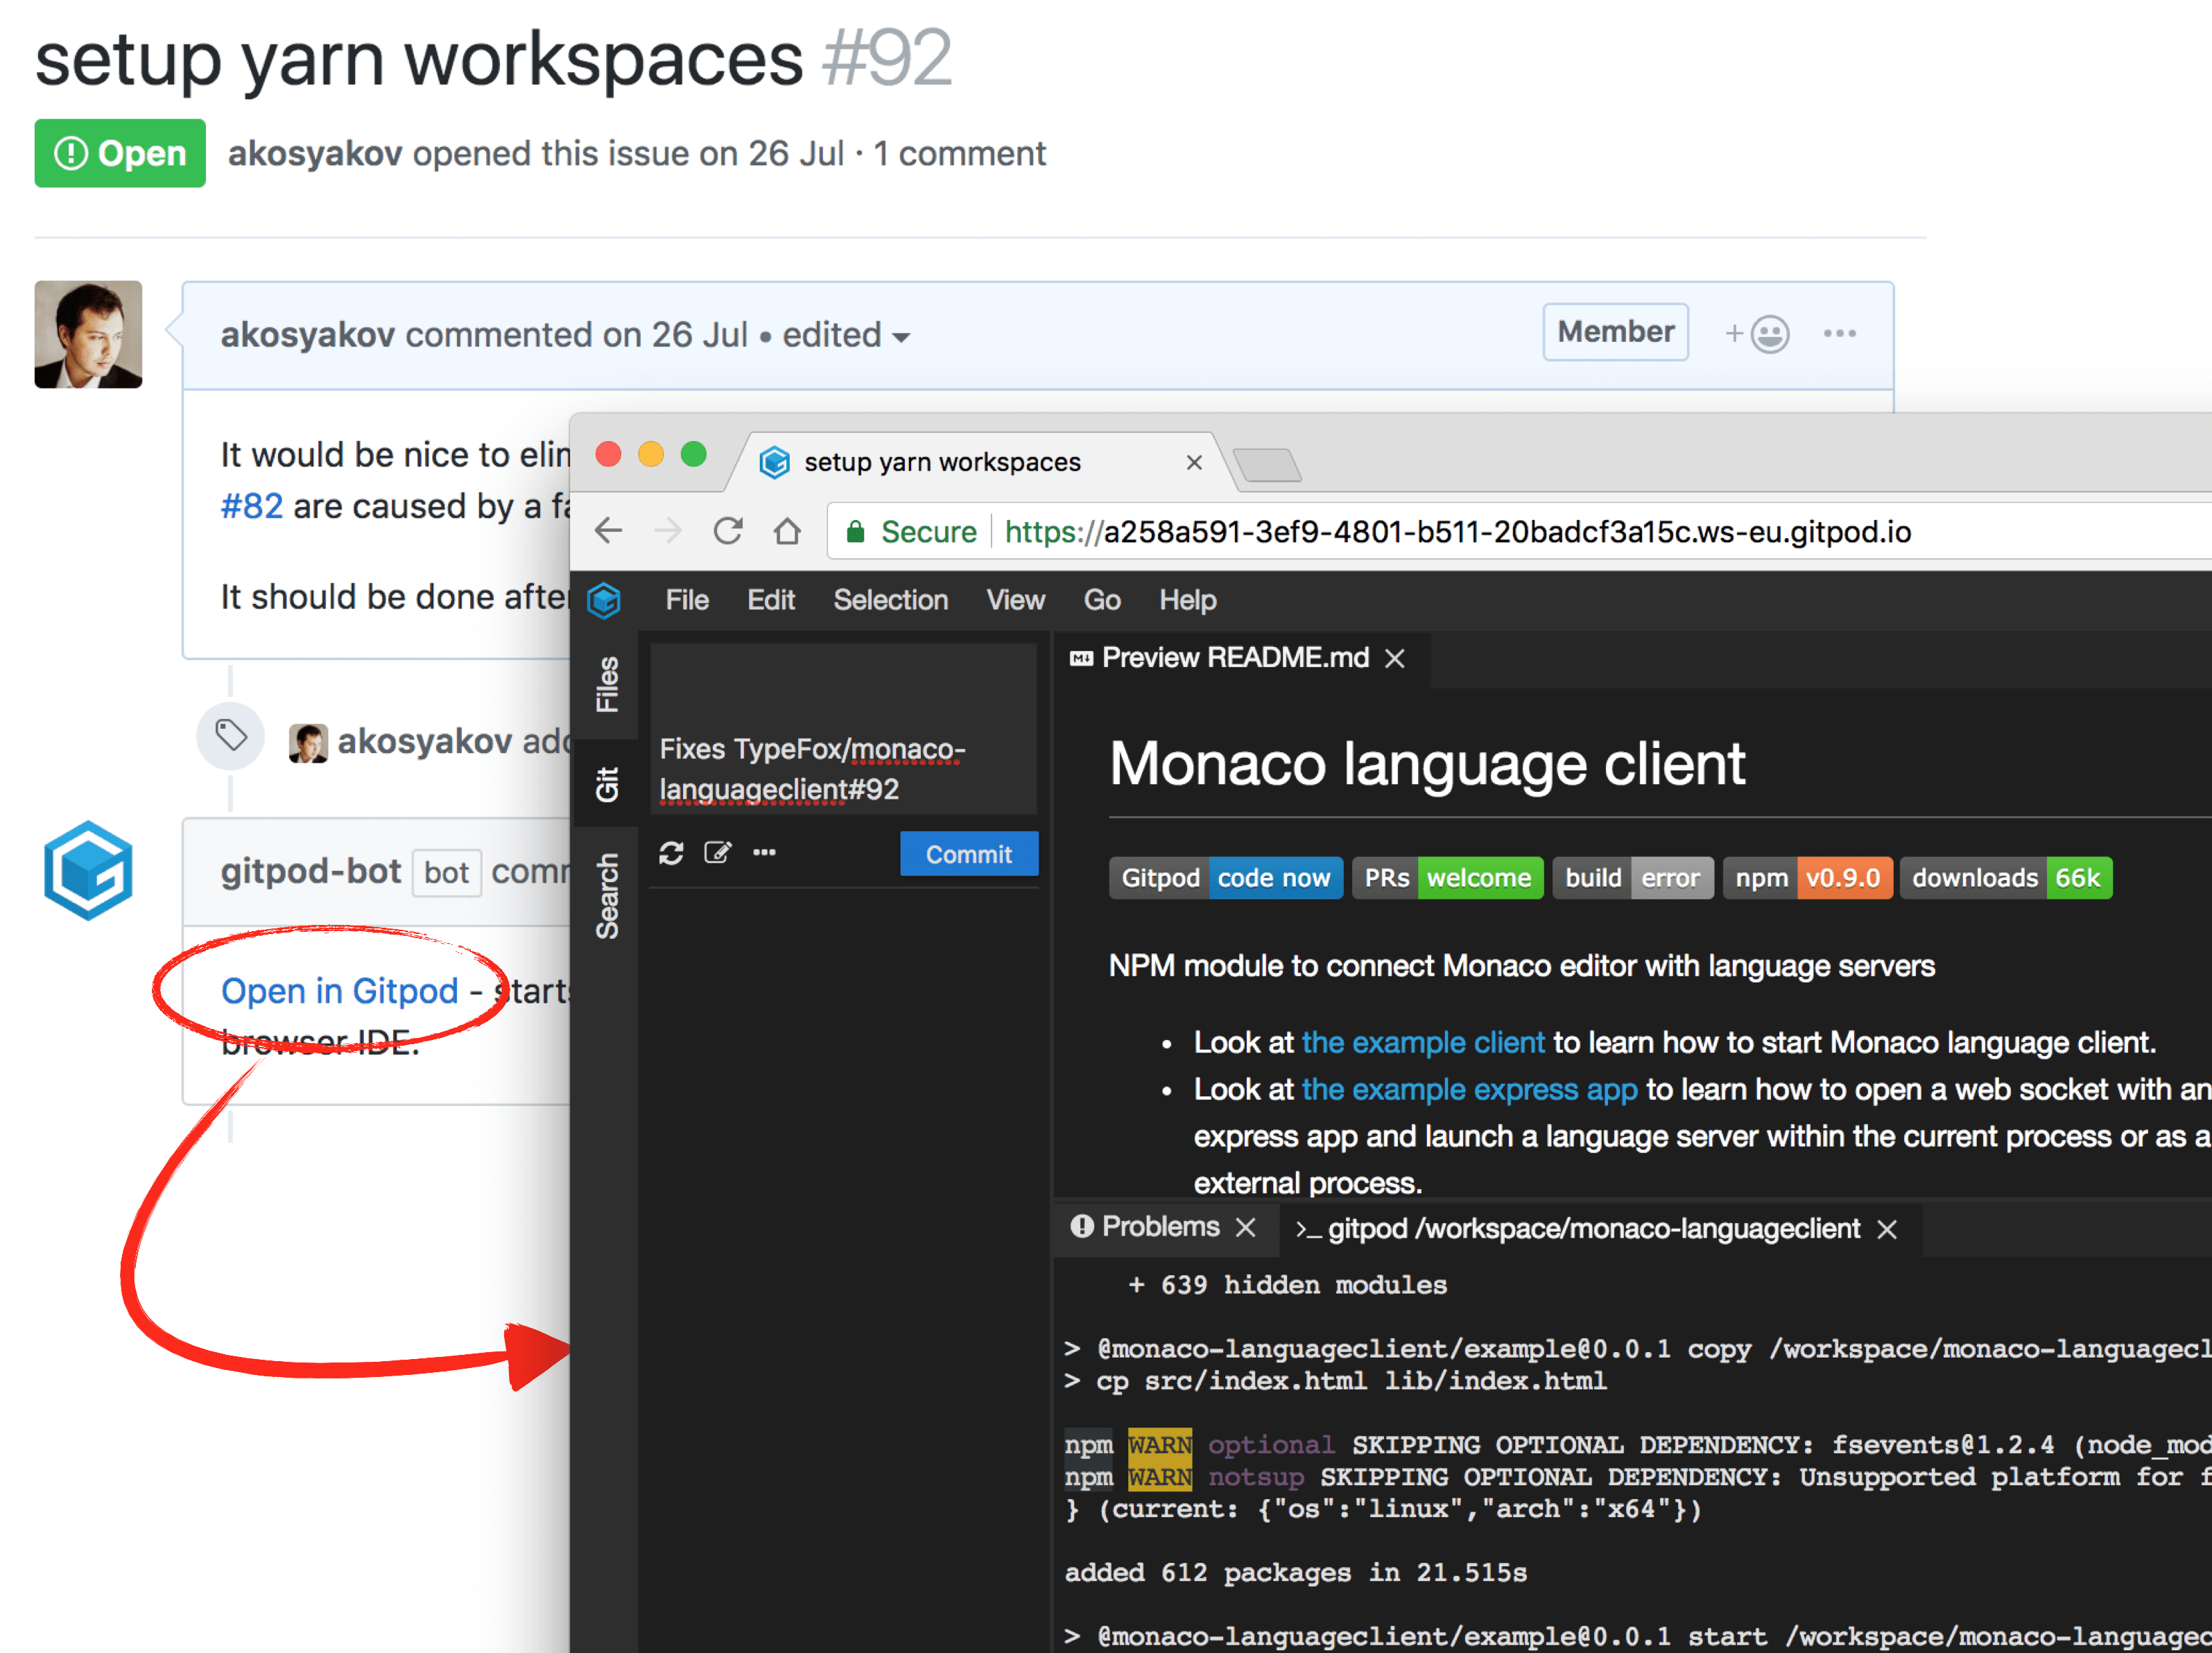 setup yarn workspaces #92
Open akosyakov opened this issue on 26 Jul · 1 comment
akosyakov commented on 26 Jul • edited
Member
It would be nice to
#82 are caused by a
It should be done
akosyakov
gitpod-bot bot
Open in Gitpod -
browser IDE.
setup yarn workspaces
Secure https://a258a591-3ef9-4801-b511-20badcf3a15c.ws-eu.gitpod.io
File Edit Selection View Go Help
Files
Git
Search
Fixes TypeFox/monaco-
languageclient#92
Commit
Preview README.md
Monaco language client
Gitpod code now PRs welcome build error npm v0.9.0 downloads 66k
NPM module to connect Monaco editor with language servers
• Look at the example client to learn how to start Monaco language client.
• Look at the example express app to learn how to open a web socket with an
express app and launch a language server within the current process or as a
external process.
Problems
>_ gitpod /workspace/monaco-languageclient
+ 639 hidden modules
> @monaco-languageclient/example@0.0.1 copy /workspace/monaco-languagecl
> cp src/index.html lib/index.html
npm WARN optional SKIPPING OPTIONAL DEPENDENCY: fsevents@1.2.4 (node_mod
npm WARN notsup SKIPPING OPTIONAL DEPENDENCY: Unsupported platform for f
} (current: {"os":"linux","arch":"x64"})
added 612 packages in 21.515s
> @monaco-languageclient/example@0.0.1 start /workspace/monaco-languagec